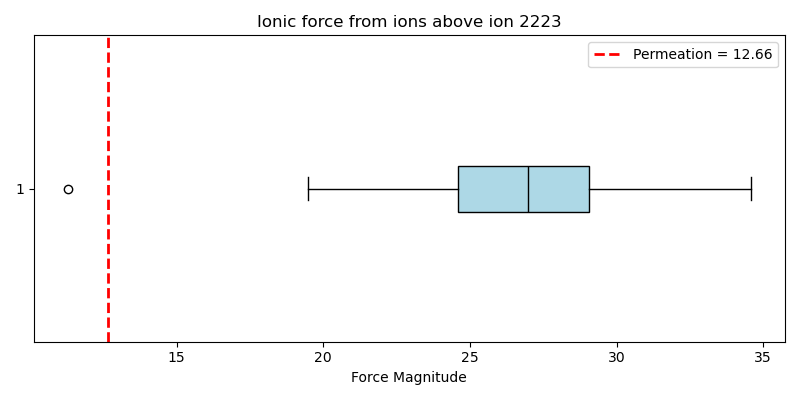 Ionic force from ions above ion 2223
Permeation = 12.66
1
15 20 25 30 35
Force Magnitude